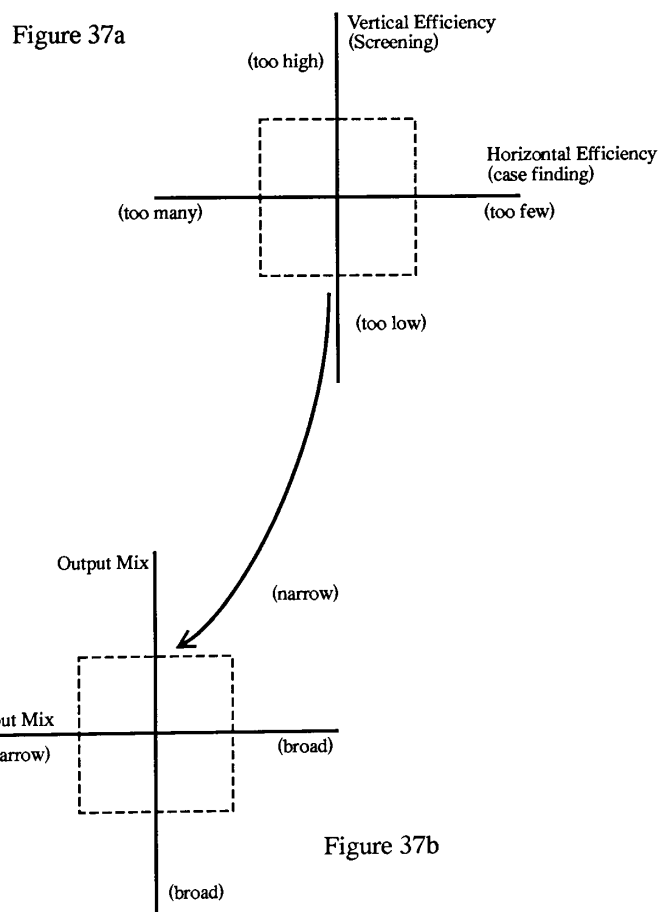 Figure 37a
Vertical Efficiency
(Screening)
(too high)
Horizontal Efficiency
(case finding)
(too many)
(too few)
(too low)
Output Mix
(narrow)
Mix
(broad)
Figure 37b
(broad)